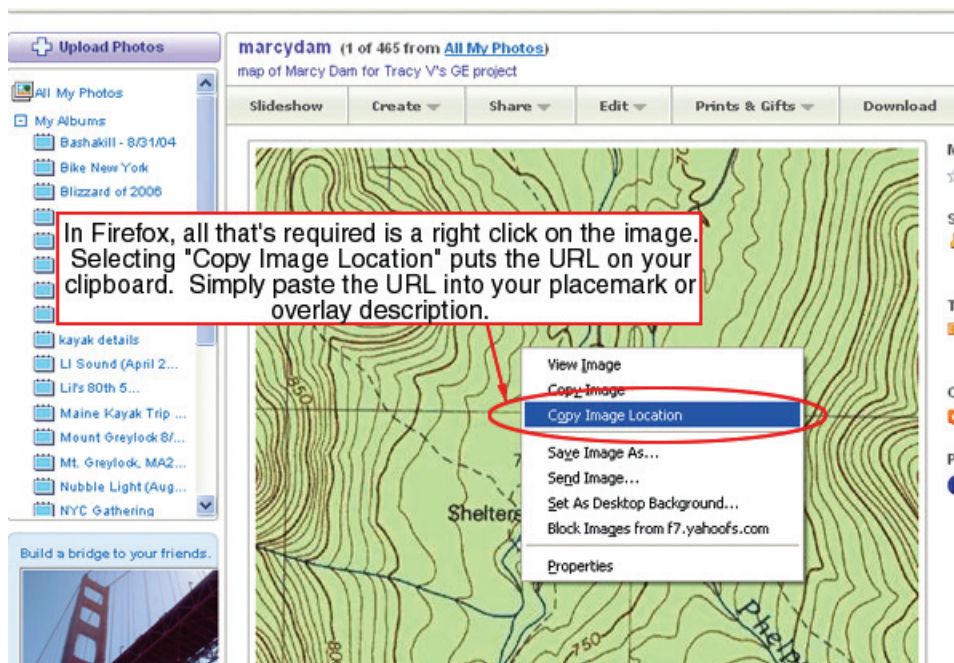 Upload Photos
All My Photos
My Albums
Bashakill - 8/31/04
Bike New York
Blizzard of 2006
kayak details
LI Sound (April 2...
Lil's 80th 5...
Maine Kayak Trip ...
Mount Greylock 8/...
Mt. Greylock, MA2...
Nubble Light (Aug...
NYC Gathering
Build a bridge to your friends.
marcydam (1 of 465 from All My Photos)
map of Marcy Dam for Tracy V's GE project
Slideshow Create Share Edit Prints & Gifts Download
In Firefox, all that's required is a right click on the image.
Selecting "Copy Image Location" puts the URL on your
clipboard. Simply paste the URL into your placemark or
overlay description.
View Image
Copy Image
Copy Image Location
Save Image As...
Send Image...
Set As Desktop Background...
Block Images from f7.yahoofs.com
Properties
850
Shelters
Phelp
750
80